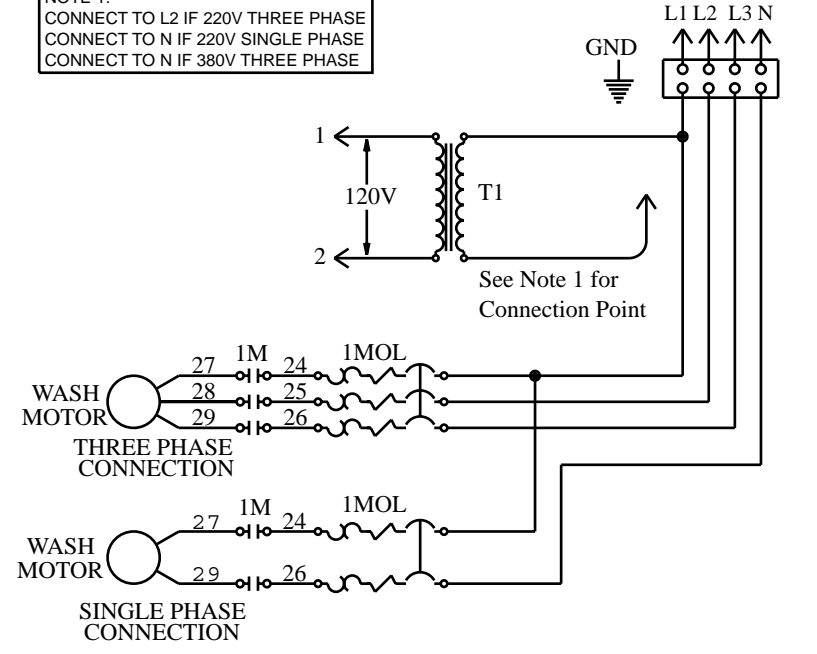 NOTE 1:
CONNECT TO L2 IF 220V THREE PHASE
CONNECT TO N IF 220V SINGLE PHASE
CONNECT TO N IF 380V THREE PHASE
L1 L2 L3 N
GND
1
120V
T1
2
See Note 1 for
Connection Point
27 1M 24 1MOL
28 25
29 26
WASH
MOTOR
THREE PHASE
CONNECTION
27 1M 24 1MOL
29 26
WASH
MOTOR
SINGLE PHASE
CONNECTION